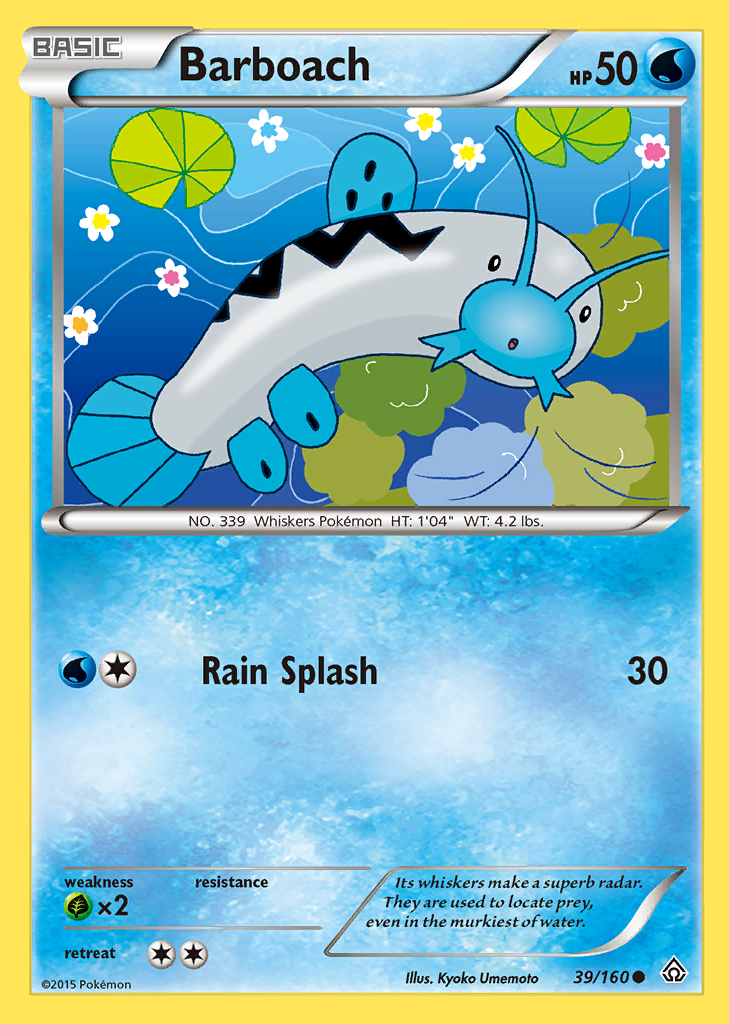 BASIC
Barboach
HP 50
NO. 339 Whiskers Pokémon HT: 1'04" WT: 4.2 lbs.
Rain Splash 30
weakness resistance
×2
Its whiskers make a superb radar.
They are used to locate prey,
even in the murkiest of water.
retreat
©2015 Pokémon
Illus. Kyoko Umemoto
39/160